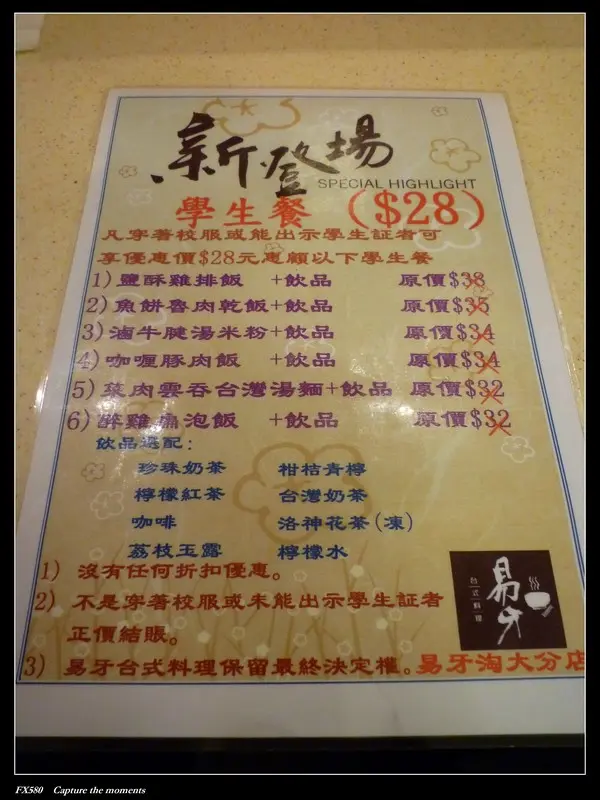 新登場
SPECIAL HIGHLIGHT
學生餐 ($28)
凡穿著校服或能出示學生証者可
享優惠價$28元惠顧以下學生餐
1)鹽酥雞排飯 +飲品 原價$38
2)魚餅魯肉乾飯+飲品 原價$35
3)滷牛腱湯米粉+飲品 原價$34
4)咖喱豚肉飯 +飲品 原價$34
5)菜肉雲吞台灣湯麵+飲品 原價$32
6)醉雞扁泡飯 +飲品 原價$32
飲品選配:
珍珠奶茶 柑桔青檸
檸檬紅茶 台灣奶茶
咖啡 洛神花茶(凍)
荔枝玉露 檸檬水
1) 沒有任何折扣優惠。
2) 不是穿著校服或未能出示學生証者
正價結賬。
3) 易牙台式料理保留最終決定權。易牙淘大分店
易牙
台式料理
FX580 Capture the moments